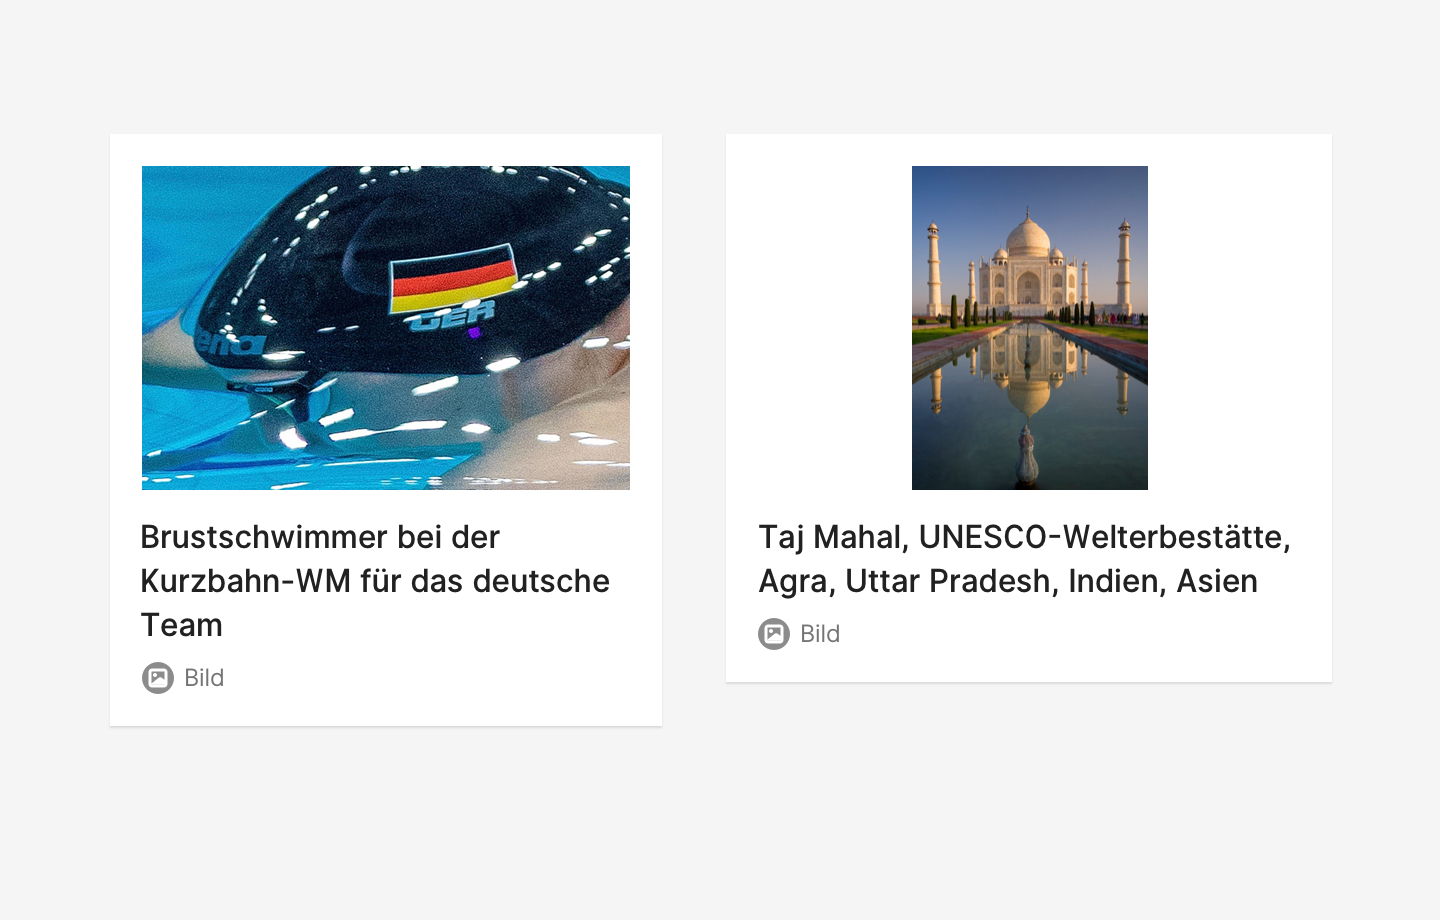 GER
ena
Brustschwimmer bei der
Kurzbahn-WM für das deutsche
Team
Bild
Taj Mahal, UNESCO-Welterbestätte,
Agra, Uttar Pradesh, Indien, Asien
Bild